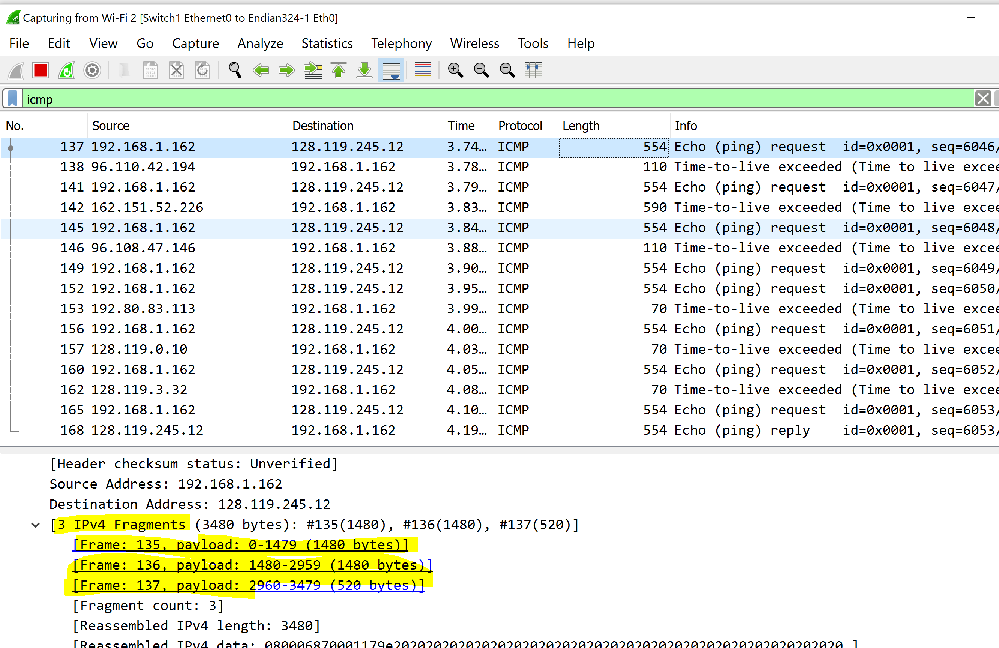 Capturing from Wi-Fi 2 [Switch1 Ethernet0 to Endian324-1 Eth0]
File Edit View Go Capture Analyze Statistics Telephony Wireless Tools Help
icmp
No. Source Destination Time Protocol Length Info
137 192.168.1.162 128.119.245.12 3.74… ICMP 554 Echo (ping) request id=0x0001, seq=6046/
138 96.110.42.194 192.168.1.162 3.78… ICMP 110 Time-to-live exceeded (Time to live excee
141 192.168.1.162 128.119.245.12 3.79… ICMP 554 Echo (ping) request id=0x0001, seq=6047/
142 162.151.52.226 192.168.1.162 3.83… ICMP 590 Time-to-live exceeded (Time to live excee
145 192.168.1.162 128.119.245.12 3.84… ICMP 554 Echo (ping) request id=0x0001, seq=6048/
146 96.108.47.146 192.168.1.162 3.88… ICMP 110 Time-to-live exceeded (Time to live excee
149 192.168.1.162 128.119.245.12 3.90… ICMP 554 Echo (ping) request id=0x0001, seq=6049/
152 192.168.1.162 128.119.245.12 3.95… ICMP 554 Echo (ping) request id=0x0001, seq=6050/
153 192.80.83.113 192.168.1.162 3.99… ICMP 70 Time-to-live exceeded (Time to live excee
156 192.168.1.162 128.119.245.12 4.00… ICMP 554 Echo (ping) request id=0x0001, seq=6051/
157 128.119.0.10 192.168.1.162 4.03… ICMP 70 Time-to-live exceeded (Time to live excee
160 192.168.1.162 128.119.245.12 4.05… ICMP 554 Echo (ping) request id=0x0001, seq=6052/
162 128.119.3.32 192.168.1.162 4.08… ICMP 70 Time-to-live exceeded (Time to live excee
165 192.168.1.162 128.119.245.12 4.10… ICMP 554 Echo (ping) request id=0x0001, seq=6053/
168 128.119.245.12 192.168.1.162 4.19… ICMP 554 Echo (ping) reply id=0x0001, seq=6053/
[Header checksum status: Unverified]
Source Address: 192.168.1.162
Destination Address: 128.119.245.12
[3 IPv4 Fragments (3480 bytes): #135(1480), #136(1480), #137(520)]
[Frame: 135, payload: 0-1479 (1480 bytes)]
[Frame: 136, payload: 1480-2959 (1480 bytes)]
[Frame: 137, payload: 2960-3479 (520 bytes)]
[Fragment count: 3]
[Reassembled IPv4 length: 3480]
[Reassembled IPv4 data: 080006870001179e20202020202020202020202020202020202020202020202020 ]